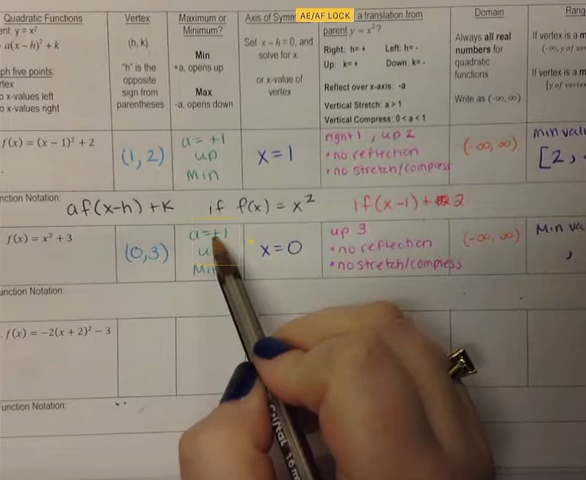 AE/AF LOCK
Quadratic Functions
ent: y = x²
a(x−h)² + k
ph five points:
rtex
o x-values left
o x-values right
Vertex
(h, k)
"h" is the
opposite
sign from
parentheses
Maximum or
Minimum?
Min
+a, opens up
Max
-a, opens down
Axis of Symm
Set x − h = 0, and
solve for x.
or x-value of
vertex
a translation from
parent y = x²?
Right: h= + Left: h= -
Up: k= + Down: k= -
Reflect over x-axis: -a
Vertical Stretch: a > 1
Vertical Compress: 0 < a < 1
Domain
Always all real
numbers for
quadratic
functions
Write as (-∞,∞)
Rang
If vertex is a m
If vertex is a m
[y of vertex
f(x) = (x − 1)² + 2
(1, 2)
a = +1
up
Min
x = 1
right 1, up 2
• no reflection
• no stretch/compress
(-∞, ∞)
Min valu
[2,
nction Notation:
a f(x-h) + K if f(x) = x² 1 f(x-1) + 2
f(x) = x² + 3
(0,3)
a = +1
u
Min
x = 0
up 3
• no reflection
• no stretch/compress
(-∞, ∞)
Min va
,
unction Notation:
f(x) = −2(x + 2)² − 3
Function Notation: